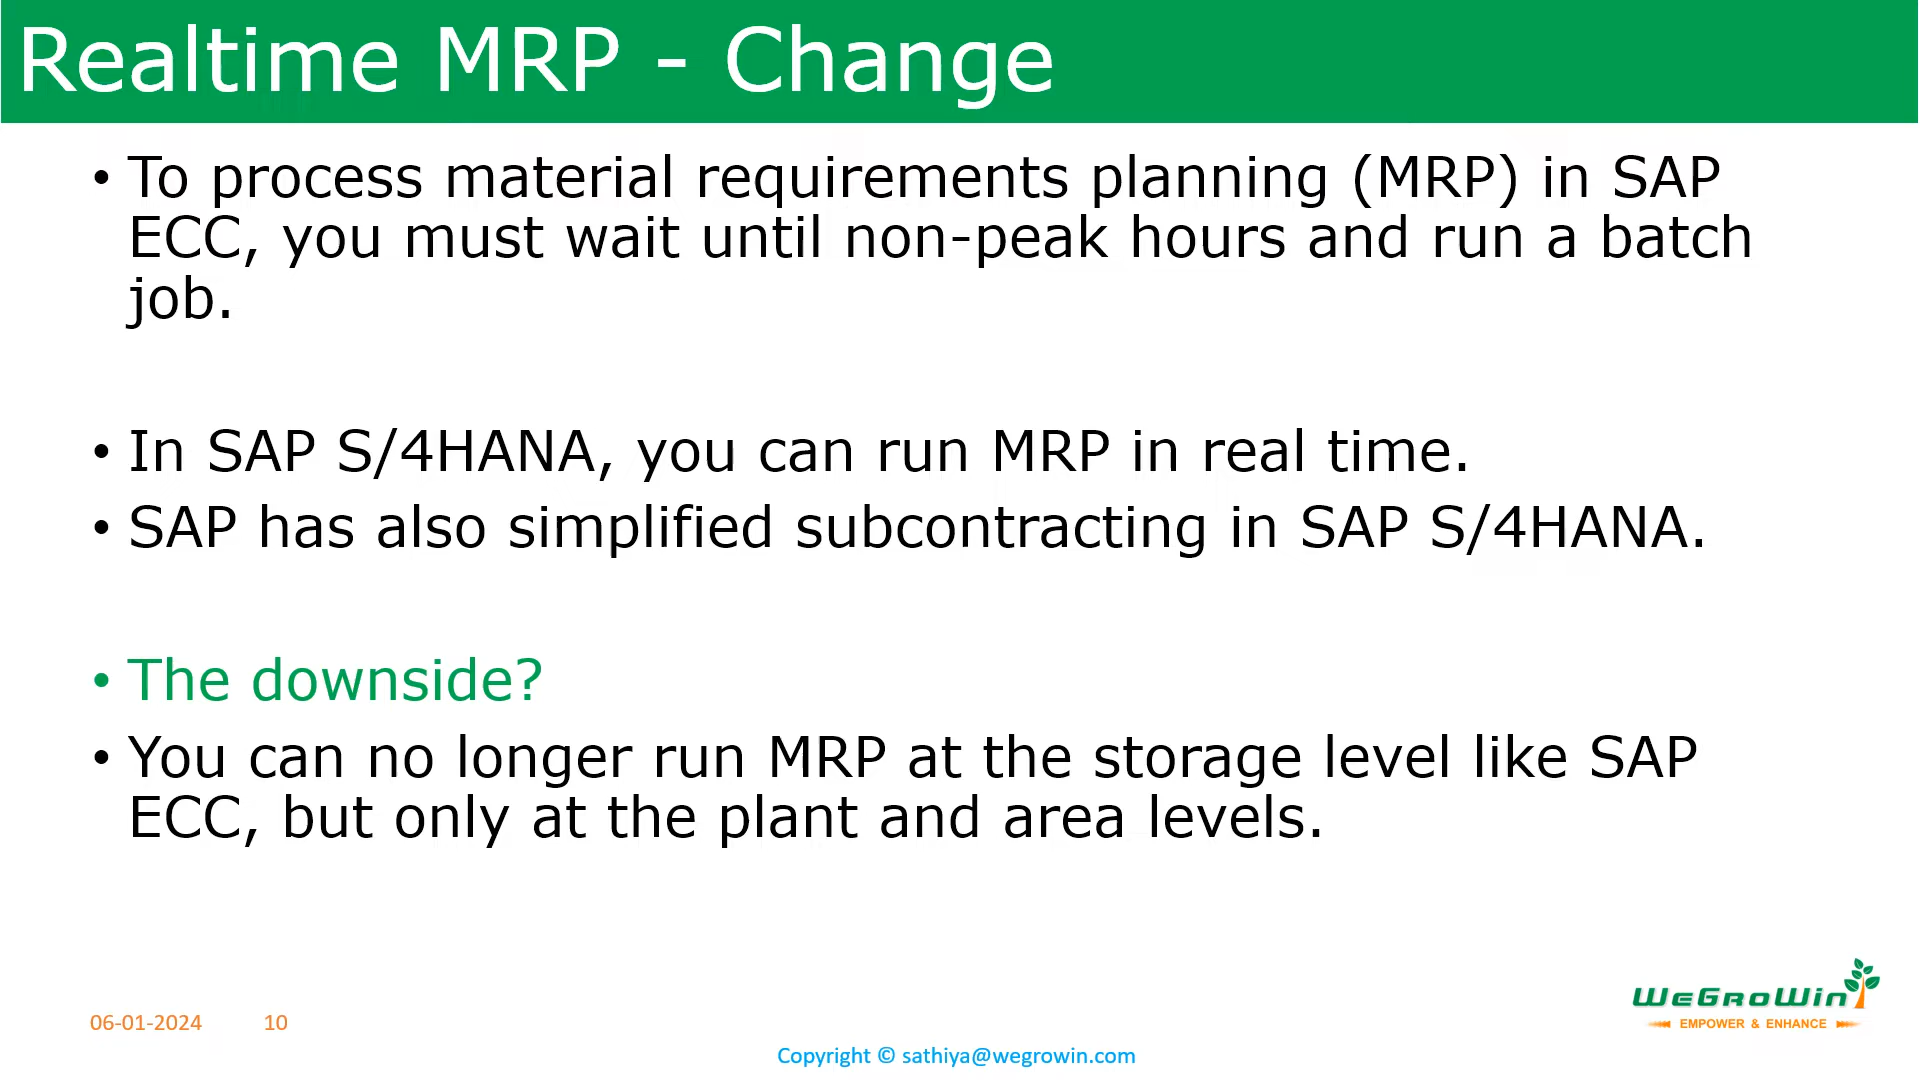 Realtime MRP - Change
• To process material requirements planning (MRP) in SAP
ECC, you must wait until non-peak hours and run a batch
job.
• In SAP S/4HANA, you can run MRP in real time.
• SAP has also simplified subcontracting in SAP S/4HANA.
• The downside?
• You can no longer run MRP at the storage level like SAP
ECC, but only at the plant and area levels.
WeGroWin
EMPOWER & ENHANCE
06-01-2024 10
Copyright © sathiya@wegrowin.com